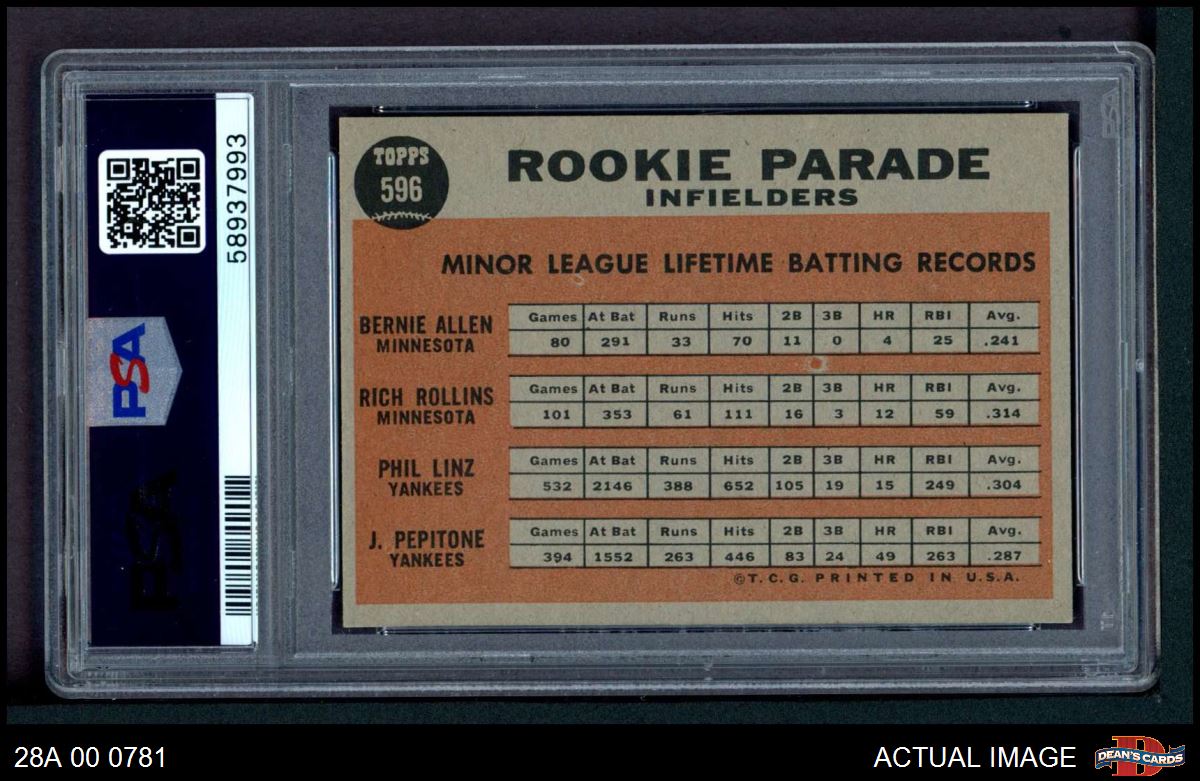 PSA
58937993
PSA
TOPPS
596
ROOKIE PARADE
INFIELDERS
MINOR LEAGUE LIFETIME BATTING RECORDS
BERNIE ALLEN
MINNESOTA
Games At Bat Runs Hits 2B 3B HR RBI Avg.
80 291 33 70 11 0 4 25 .241
RICH ROLLINS
MINNESOTA
Games At Bat Runs Hits 2B 3B HR RBI Avg.
101 353 61 111 16 3 12 59 .314
PHIL LINZ
YANKEES
Games At Bat Runs Hits 2B 3B HR RBI Avg.
532 2146 388 652 105 19 15 249 .304
J. PEPITONE
YANKEES
Games At Bat Runs Hits 2B 3B HR RBI Avg.
394 1552 263 446 83 24 49 263 .287
©T.C.G. PRINTED IN U.S.A.
28A 00 0781
ACTUAL IMAGE
D
DEAN'S CARDS